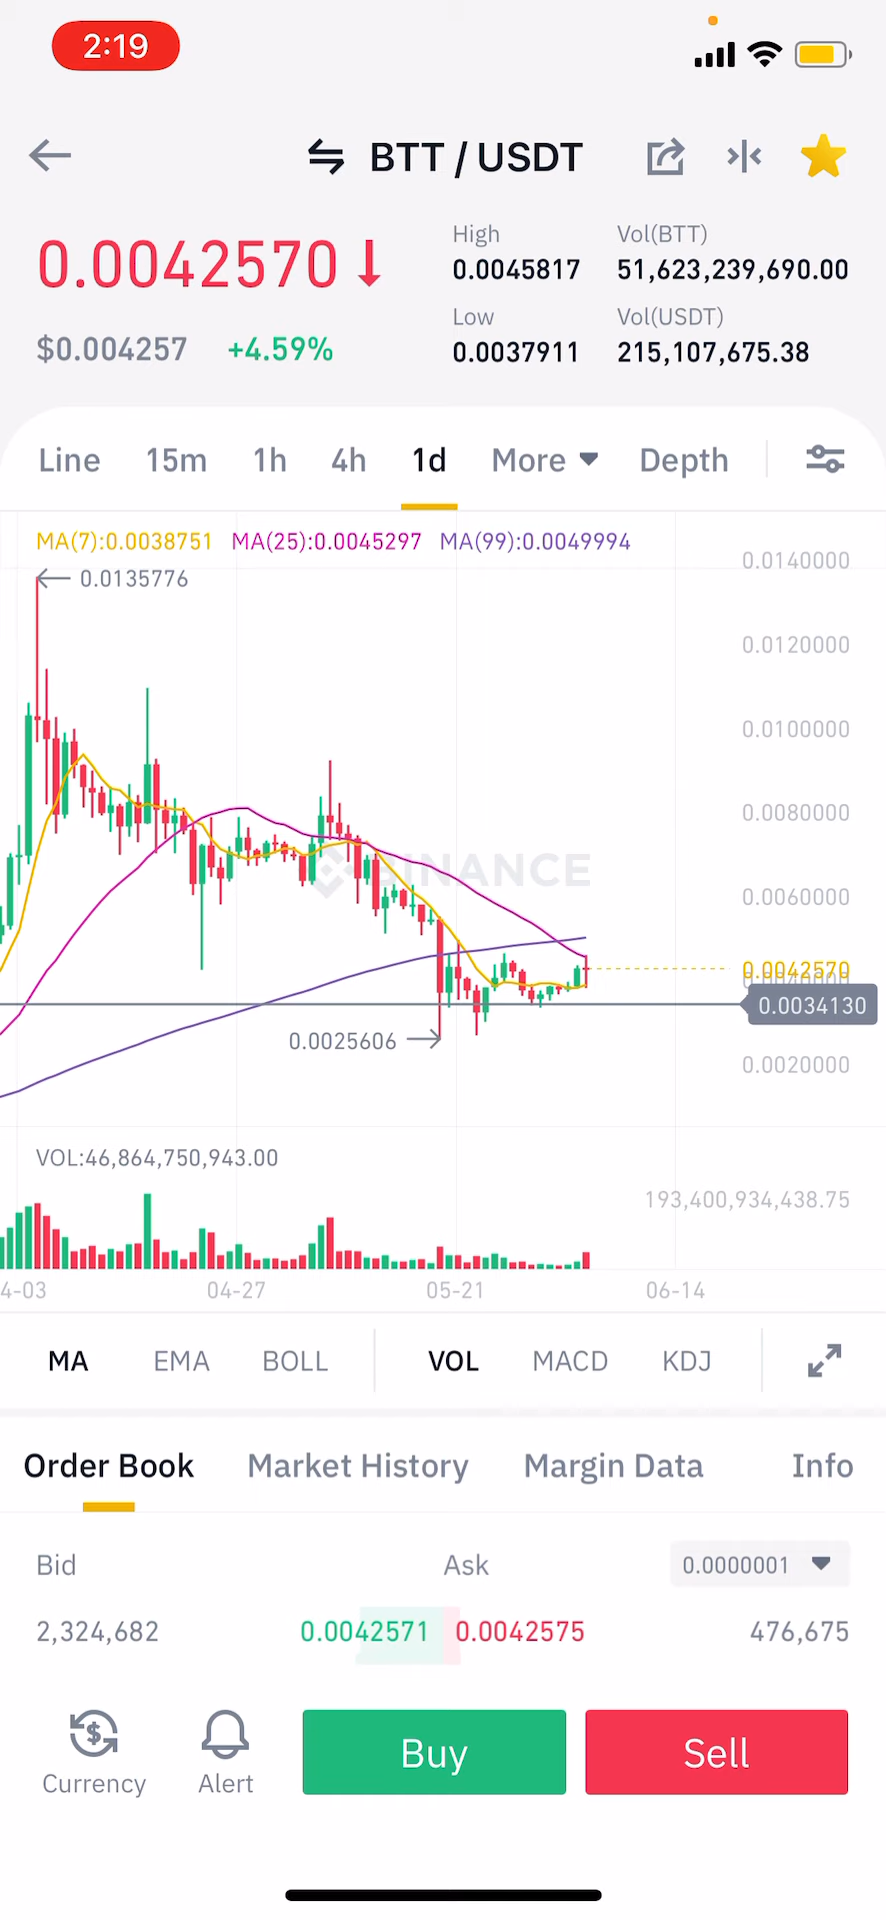 2:19
BTT / USDT
0.0042570
$0.004257 +4.59%
High
0.0045817
Low
0.0037911
Vol(BTT)
51,623,239,690.00
Vol(USDT)
215,107,675.38
Line 15m 1h 4h 1d More Depth
MA(7):0.0038751 MA(25):0.0045297 MA(99):0.0049994
0.0140000
0.0135776
0.0120000
0.0100000
0.0080000
BINANCE
0.0060000
0.0042570
0.0034130
0.0025606
0.0020000
VOL:46,864,750,943.00
193,400,934,438.75
4-03 04-27 05-21 06-14
MA EMA BOLL VOL MACD KDJ
Order Book Market History Margin Data Info
Bid Ask 0.0000001
2,324,682 0.0042571 0.0042575 476,675
Currency Alert Buy Sell